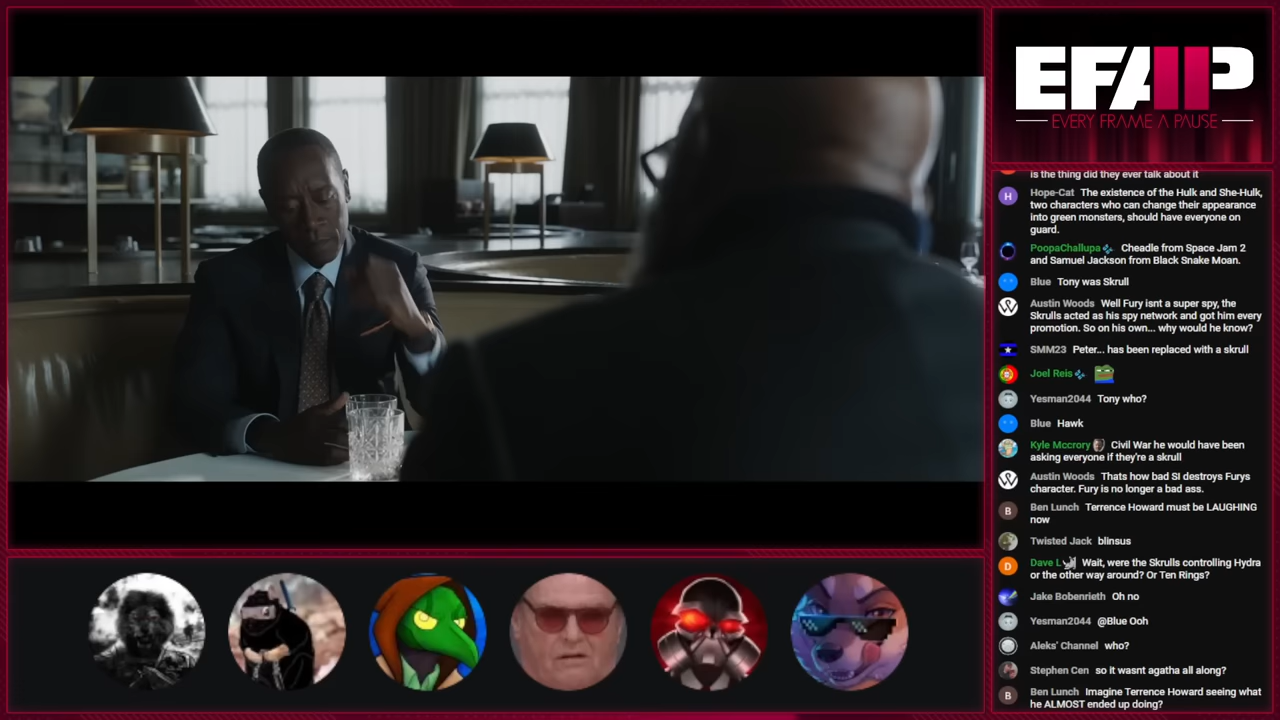 EFAP
EVERY FRAME A PAUSE
is the thing did they ever talk about it
Hope-Cat The existence of the Hulk and She-Hulk,
two characters who can change their appearance
into green monsters, should have everyone on
guard.
PoopaChallupa Cheadle from Space Jam 2
and Samuel Jackson from Black Snake Moan.
Blue Tony was Skrull
Austin Woods Well Fury isnt a super spy, the
Skrulls acted as his spy network and got him every
promotion. So on his own... why would he know?
SMM23 Peter... has been replaced with a skrull
Joel Reis
Yesman2044 Tony who?
Blue Hawk
Kyle Mccrory Civil War he would have been
asking everyone if they're a skrull
Austin Woods Thats how bad SI destroys Furys
character. Fury is no longer a bad ass.
B Ben Lunch Terrence Howard must be LAUGHING
now
Twisted Jack blinsus
D Dave L Wait, were the Skrulls controlling Hydra
or the other way around? Or Ten Rings?
Jake Bobenrieth Oh no
Yesman2044 @Blue Ooh
Aleks' Channel who?
Stephen Cen so it wasnt agatha all along?
B Ben Lunch Imagine Terrence Howard seeing what
he ALMOST ended up doing?